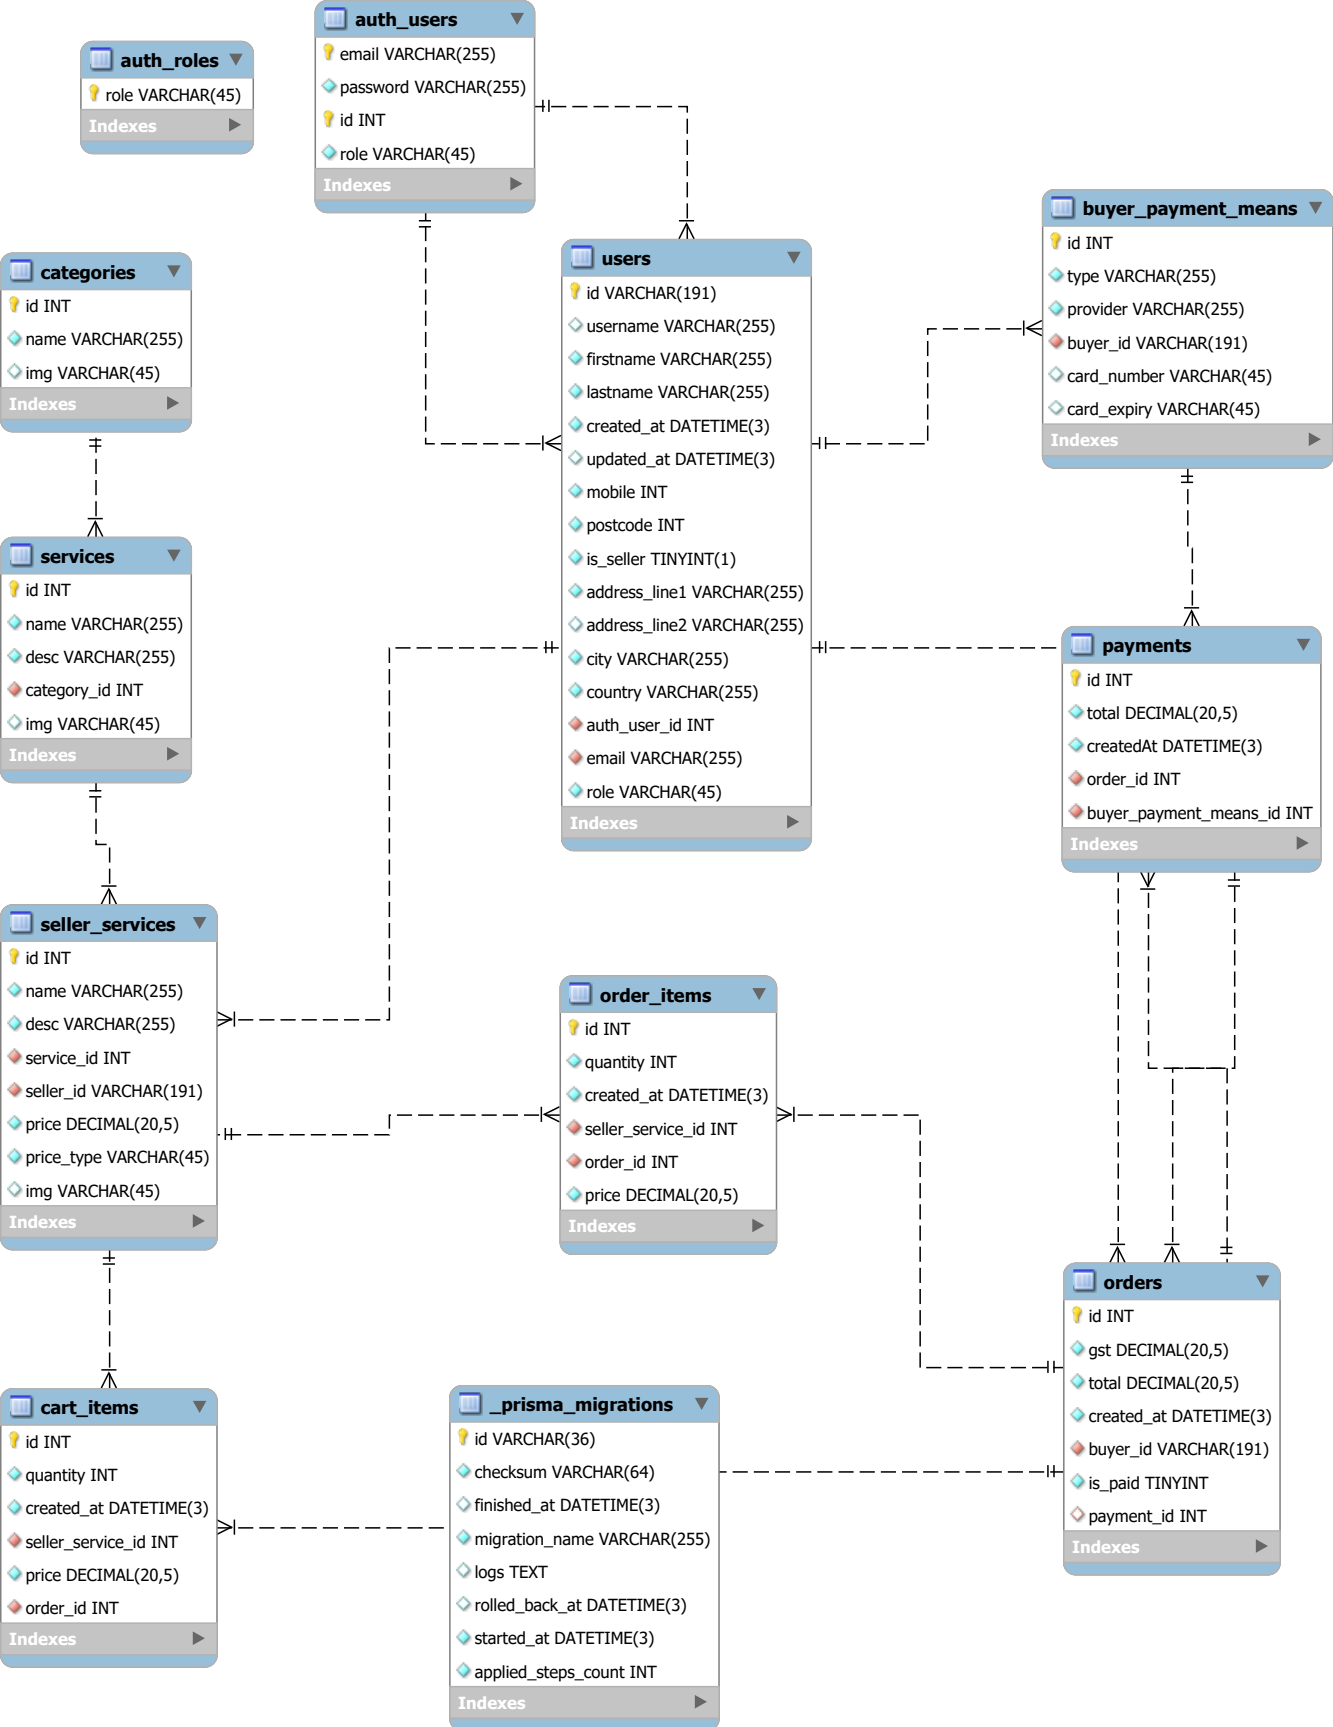 auth_roles
role VARCHAR(45)
Indexes
auth_users
email VARCHAR(255)
password VARCHAR(255)
id INT
role VARCHAR(45)
Indexes
categories
id INT
name VARCHAR(255)
img VARCHAR(45)
Indexes
users
id VARCHAR(191)
username VARCHAR(255)
firstname VARCHAR(255)
lastname VARCHAR(255)
created_at DATETIME(3)
updated_at DATETIME(3)
mobile INT
postcode INT
is_seller TINYINT(1)
address_line1 VARCHAR(255)
address_line2 VARCHAR(255)
city VARCHAR(255)
country VARCHAR(255)
auth_user_id INT
email VARCHAR(255)
role VARCHAR(45)
Indexes
buyer_payment_means
id INT
type VARCHAR(255)
provider VARCHAR(255)
buyer_id VARCHAR(191)
card_number VARCHAR(45)
card_expiry VARCHAR(45)
Indexes
services
id INT
name VARCHAR(255)
desc VARCHAR(255)
category_id INT
img VARCHAR(45)
Indexes
payments
id INT
total DECIMAL(20,5)
createdAt DATETIME(3)
order_id INT
buyer_payment_means_id INT
Indexes
seller_services
id INT
name VARCHAR(255)
desc VARCHAR(255)
service_id INT
seller_id VARCHAR(191)
price DECIMAL(20,5)
price_type VARCHAR(45)
img VARCHAR(45)
Indexes
order_items
id INT
quantity INT
created_at DATETIME(3)
seller_service_id INT
order_id INT
price DECIMAL(20,5)
Indexes
orders
id INT
gst DECIMAL(20,5)
total DECIMAL(20,5)
created_at DATETIME(3)
buyer_id VARCHAR(191)
is_paid TINYINT
payment_id INT
Indexes
cart_items
id INT
quantity INT
created_at DATETIME(3)
seller_service_id INT
price DECIMAL(20,5)
order_id INT
Indexes
_prisma_migrations
id VARCHAR(36)
checksum VARCHAR(64)
finished_at DATETIME(3)
migration_name VARCHAR(255)
logs TEXT
rolled_back_at DATETIME(3)
started_at DATETIME(3)
applied_steps_count INT
Indexes